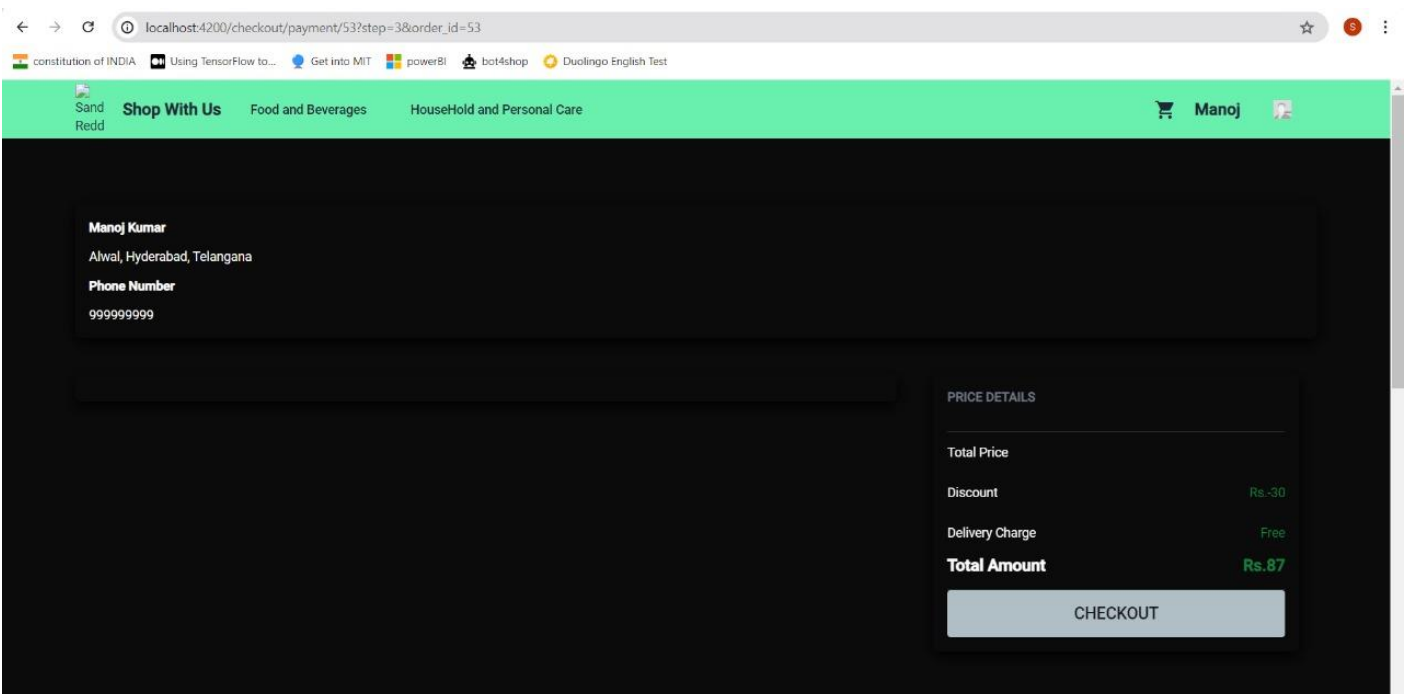 localhost:4200/checkout/payment/53?step=3&order_id=53
S
constitution of INDIA Using TensorFlow to... Get into MIT powerBI bot4shop Duolingo English Test
Sand
Redd
Shop With Us Food and Beverages HouseHold and Personal Care Manoj
Manoj Kumar
Alwal, Hyderabad, Telangana
Phone Number
999999999
PRICE DETAILS
Total Price
Discount Rs.-30
Delivery Charge Free
Total Amount Rs.87
CHECKOUT